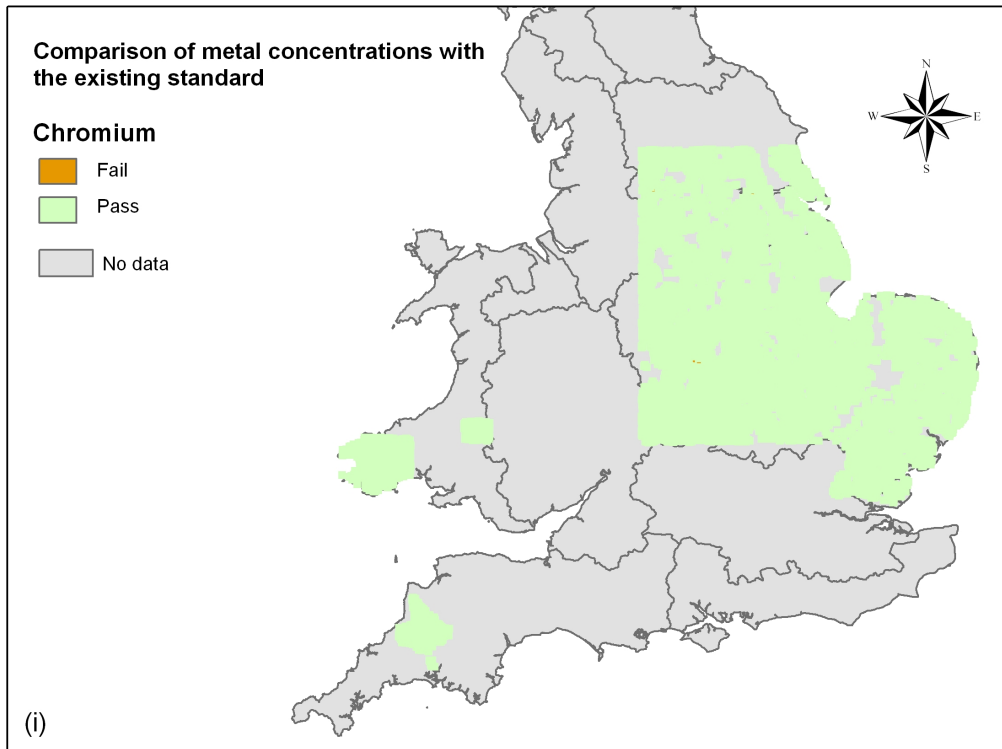 Comparison of metal concentrations with
the existing standard
Chromium
Fail
Pass
No data
N
W
E
S
(i)